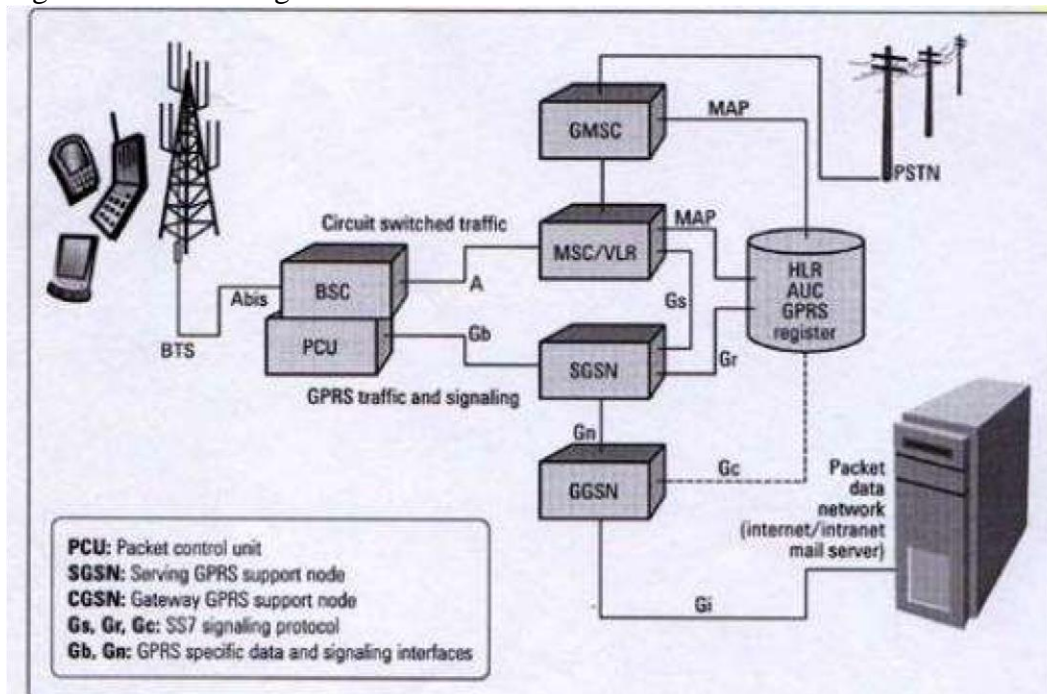 GMSC
MAP
PSTN
Circuit switched traffic
MSC/VLR
MAP
HLR
AUC
GPRS
register
Abis
BSC
A
Gs
BTS
PCU
Gb
SGSN
Gr
GPRS traffic and signaling
Gn
GGSN
Gc
Packet
data
network
(internet/intranet
mail server)
Gi
PCU: Packet control unit
SGSN: Serving GPRS support node
CGSN: Gateway GPRS support node
Gs, Gr, Gc: SS7 signaling protocol
Gb, Gn: GPRS specific data and signaling interfaces